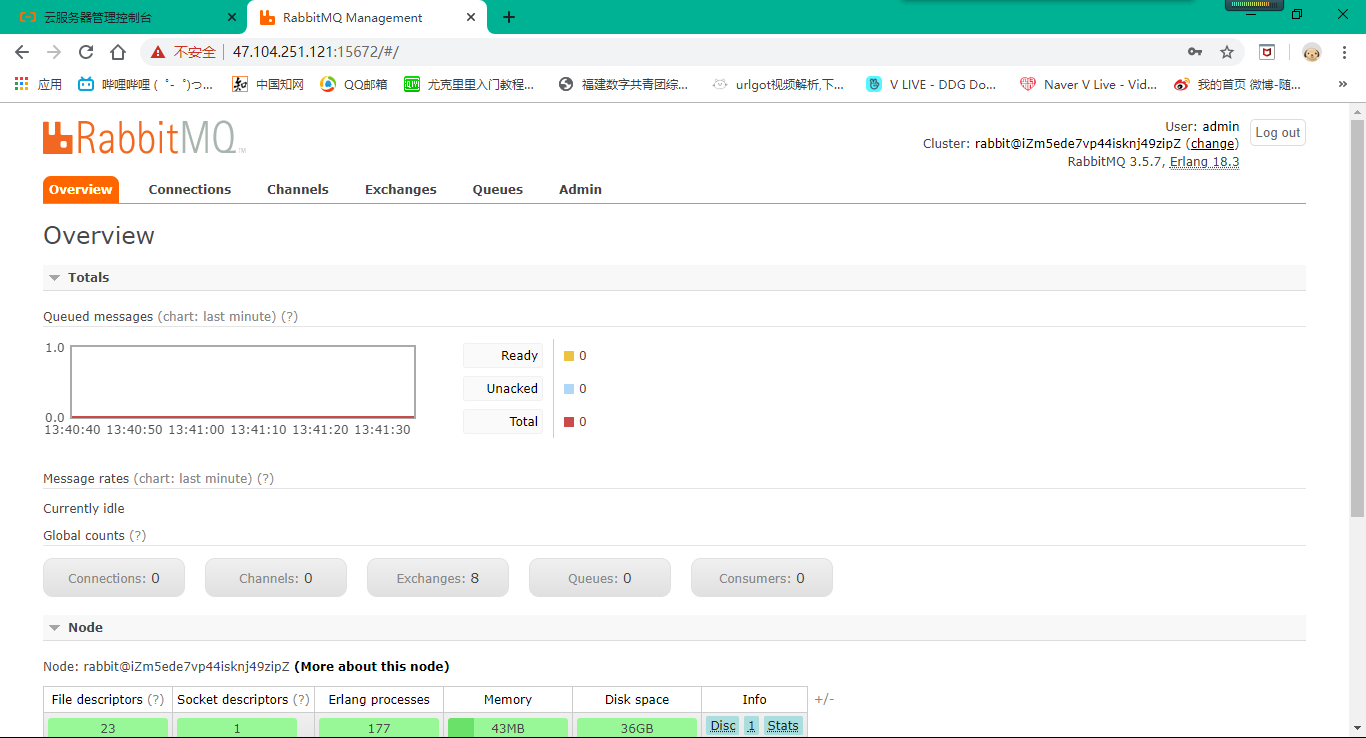 云服务器管理控制台
RabbitMQ Management
不安全 47.104.251.121:15672/#/
应用 哔哩哔哩 ( ゜- ゜)つ... 中国知网 QQ邮箱 尤克里里入门教程... 福建数字共青团综... urlgot视频解析,下... V LIVE - DDG Do... Naver V Live - Vid... 我的首页 微博-随... »
知
RabbitMQ TM
User: admin
Log out
Cluster: rabbit@iZm5ede7vp44isknj49zipZ (change)
RabbitMQ 3.5.7, Erlang 18.3
Overview Connections Channels Exchanges Queues Admin
Overview
Totals
Queued messages (chart: last minute) (?)
1.0
0.0
13:40:40 13:40:50 13:41:00 13:41:10 13:41:20 13:41:30
Ready 0
Unacked 0
Total 0
Message rates (chart: last minute) (?)
Currently idle
Global counts (?)
Connections: 0 Channels: 0 Exchanges: 8 Queues: 0 Consumers: 0
Node
Node: rabbit@iZm5ede7vp44isknj49zipZ (More about this node)
File descriptors (?) Socket descriptors (?) Erlang processes Memory Disk space Info +/-
23 1 177 43MB 36GB Disc 1 Stats